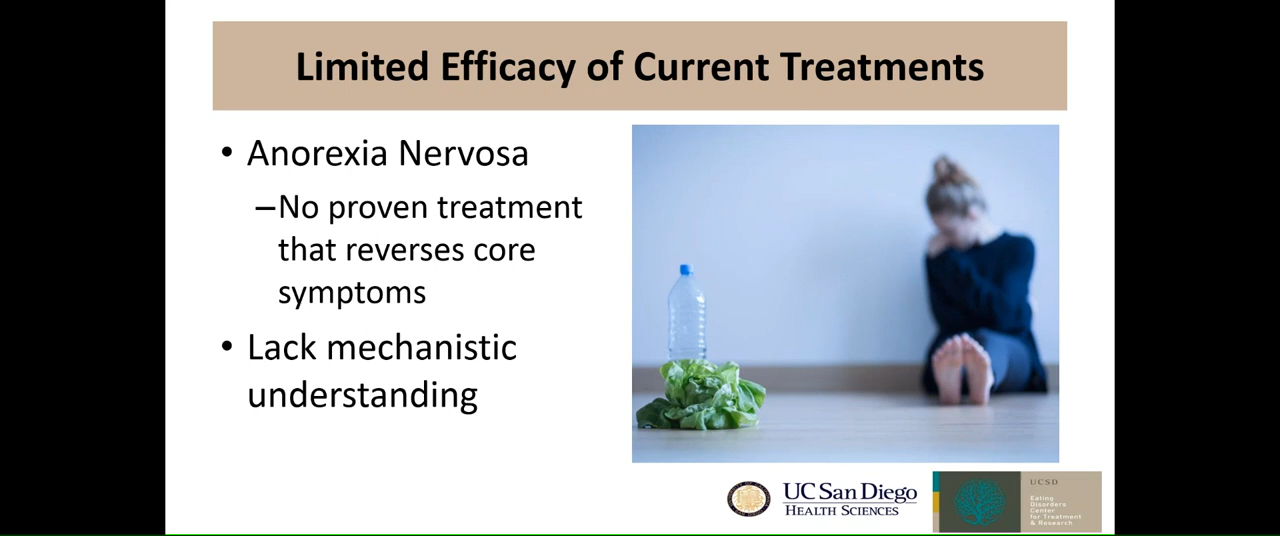 Limited Efficacy of Current Treatments
• Anorexia Nervosa
–No proven treatment
that reverses core
symptoms
• Lack mechanistic
understanding
UC San Diego
HEALTH SCIENCES
UCSD
Eating
Disorders
Center
for Treatment
& Research